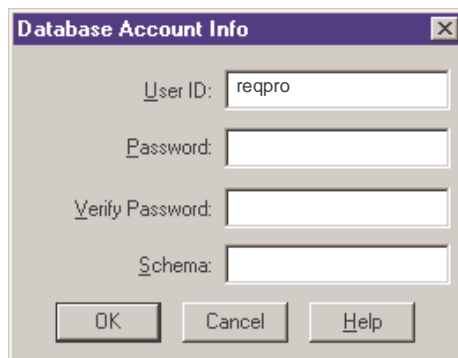 Database Account Info
User ID: reqpro
Password:
Verify Password:
Schema:
OK Cancel Help